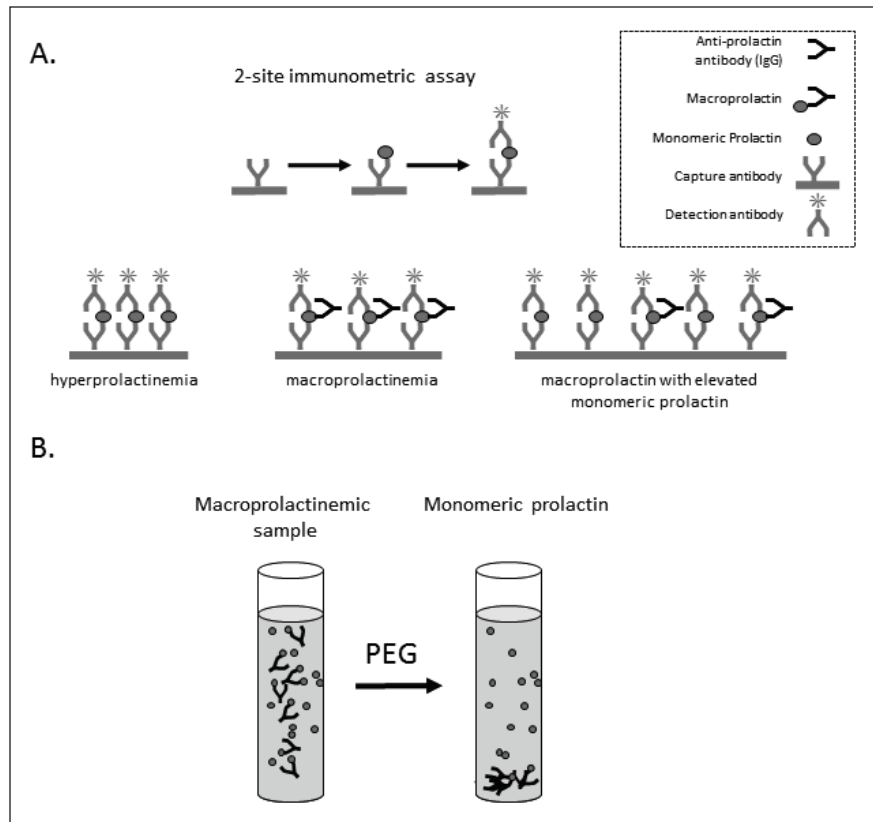 A.
2-site immunometric assay
Anti-prolactin
antibody (IgG)
Macroprolactin
Monomeric Prolactin
Capture antibody
Detection antibody
hyperprolactinemia
macroprolactinemia
macroprolactin with elevated
monomeric prolactin
B.
Macroprolactinemic
sample
Monomeric prolactin
PEG